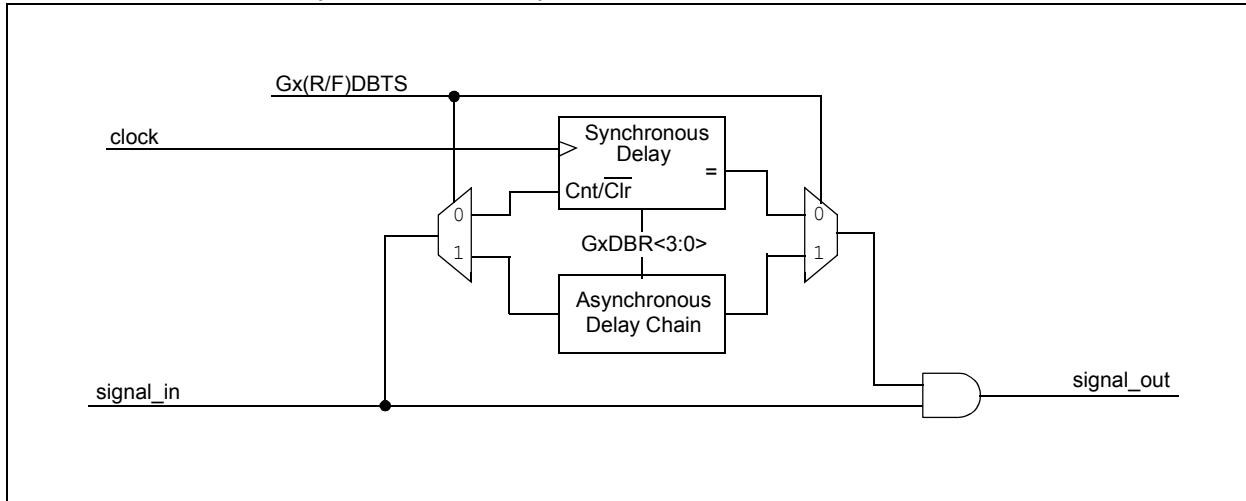 Gx(R/F)DBTS
clock
Synchronous
Delay
=
Cnt/Clr
0
1
0
1
GxDBR<3:0>
Asynchronous
Delay Chain
signal_in
signal_out